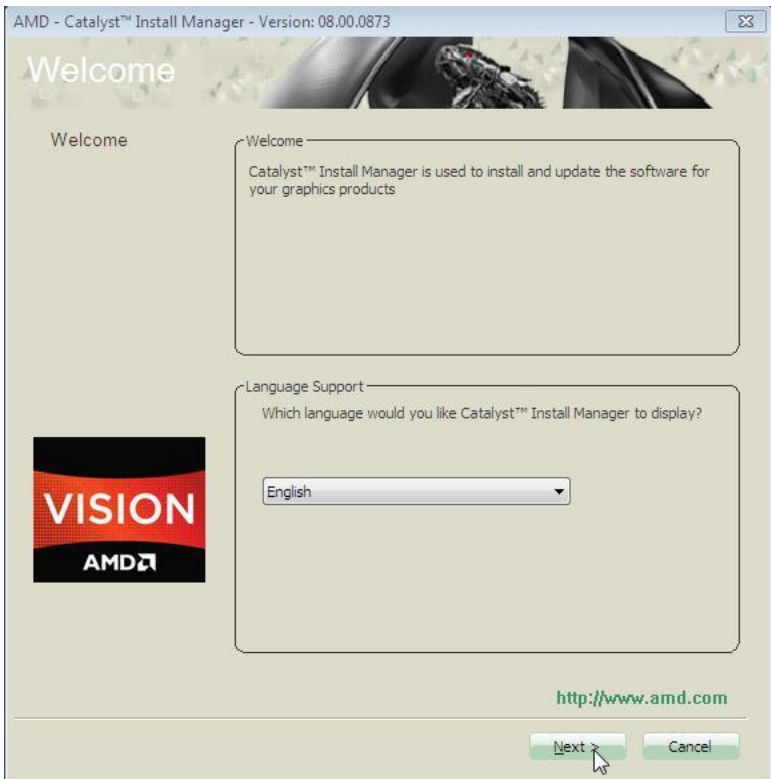 AMD - Catalyst™ Install Manager - Version: 08.00.0873
Welcome
Welcome
Welcome
Catalyst™ Install Manager is used to install and update the software for
your graphics products
Language Support
Which language would you like Catalyst™ Install Manager to display?
English
VISION
AMD
http://www.amd.com
Next >
Cancel